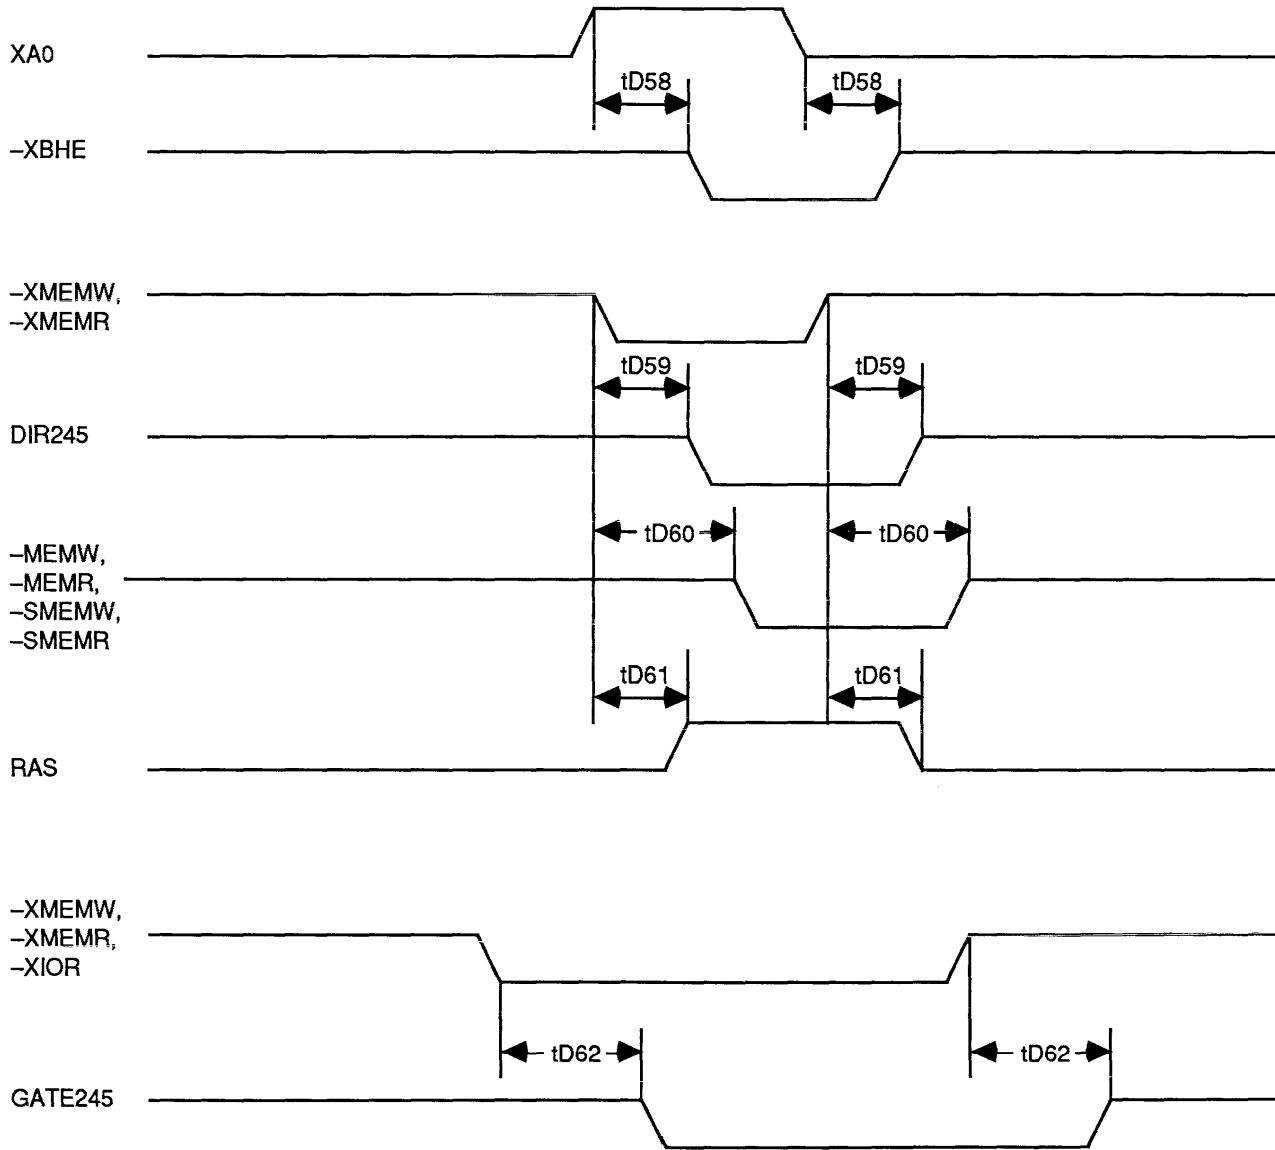 XA0
tD58
tD58
–XBHE
–XMEMW,
–XMEMR
tD59
tD59
DIR245
tD60
tD60
–MEMW,
–MEMR,
–SMEMW,
–SMEMR
tD61
tD61
RAS
–XMEMW,
–XMEMR,
–XIOR
tD62
tD62
GATE245